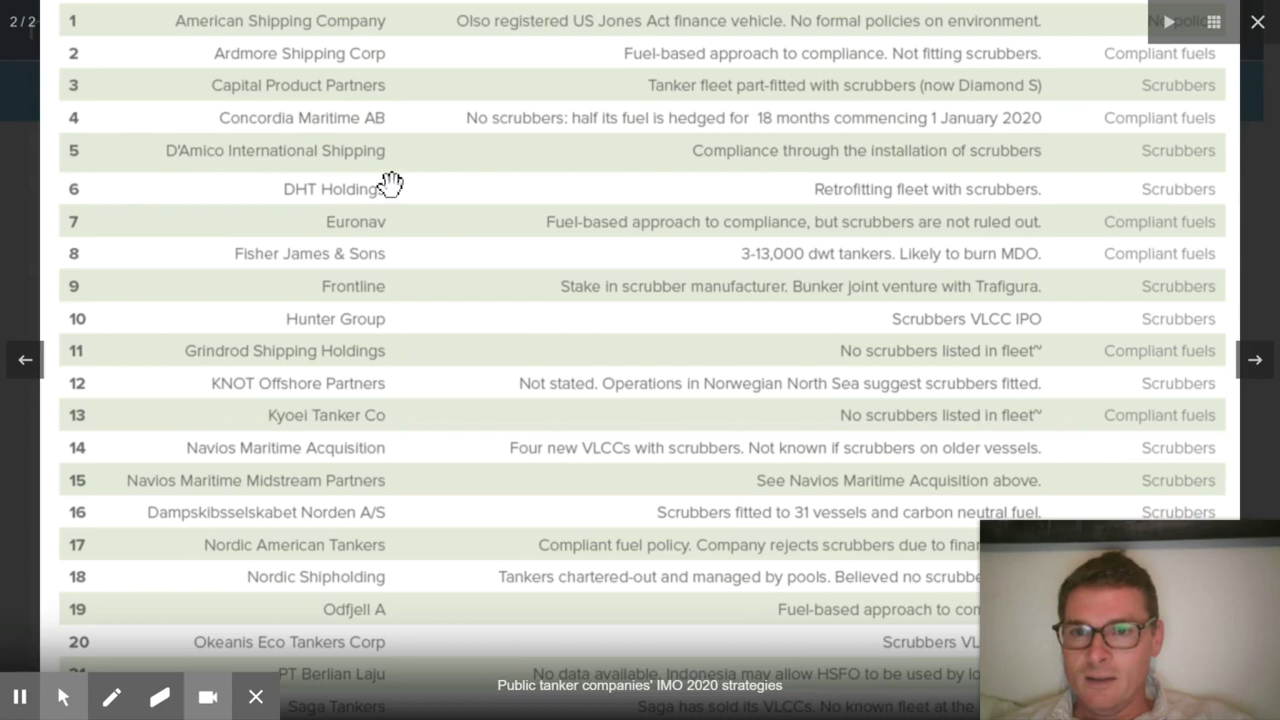 2/2
1 American Shipping Company Olso registered US Jones Act finance vehicle. No formal policies on environment. No
2 Ardmore Shipping Corp Fuel-based approach to compliance. Not fitting scrubbers. Compliant fuels
3 Capital Product Partners Tanker fleet part-fitted with scrubbers (now Diamond S) Scrubbers
4 Concordia Maritime AB No scrubbers: half its fuel is hedged for 18 months commencing 1 January 2020 Compliant fuels
5 D'Amico International Shipping Compliance through the installation of scrubbers Scrubbers
6 DHT Holdings Retrofitting fleet with scrubbers. Scrubbers
7 Euronav Fuel-based approach to compliance, but scrubbers are not ruled out. Compliant fuels
8 Fisher James & Sons 3-13,000 dwt tankers. Likely to burn MDO. Compliant fuels
9 Frontline Stake in scrubber manufacturer. Bunker joint venture with Trafigura. Scrubbers
10 Hunter Group Scrubbers VLCC IPO Scrubbers
11 Grindrod Shipping Holdings No scrubbers listed in fleet~ Compliant fuels
12 KNOT Offshore Partners Not stated. Operations in Norwegian North Sea suggest scrubbers fitted. Scrubbers
13 Kyoei Tanker Co No scrubbers listed in fleet~ Compliant fuels
14 Navios Maritime Acquisition Four new VLCCs with scrubbers. Not known if scrubbers on older vessels. Scrubbers
15 Navios Maritime Midstream Partners See Navios Maritime Acquisition above. Scrubbers
16 Dampskibsselskabet Norden A/S Scrubbers fitted to 31 vessels and carbon neutral fuel. Scrubbers
17 Nordic American Tankers Compliant fuel policy. Company rejects scrubbers due to
18 Nordic Shipholding Tankers chartered-out and managed by pools. Believed no
19 Odfjell A Fuel-based approach to
20 Okeanis Eco Tankers Corp Scrubbers
21 PT Berlian Laju No data available. Indonesia may allow HSFO to be used by
Public tanker companies' IMO 2020 strategies
Saga Tankers Saga has sold its VLCCs. No known fleet at the